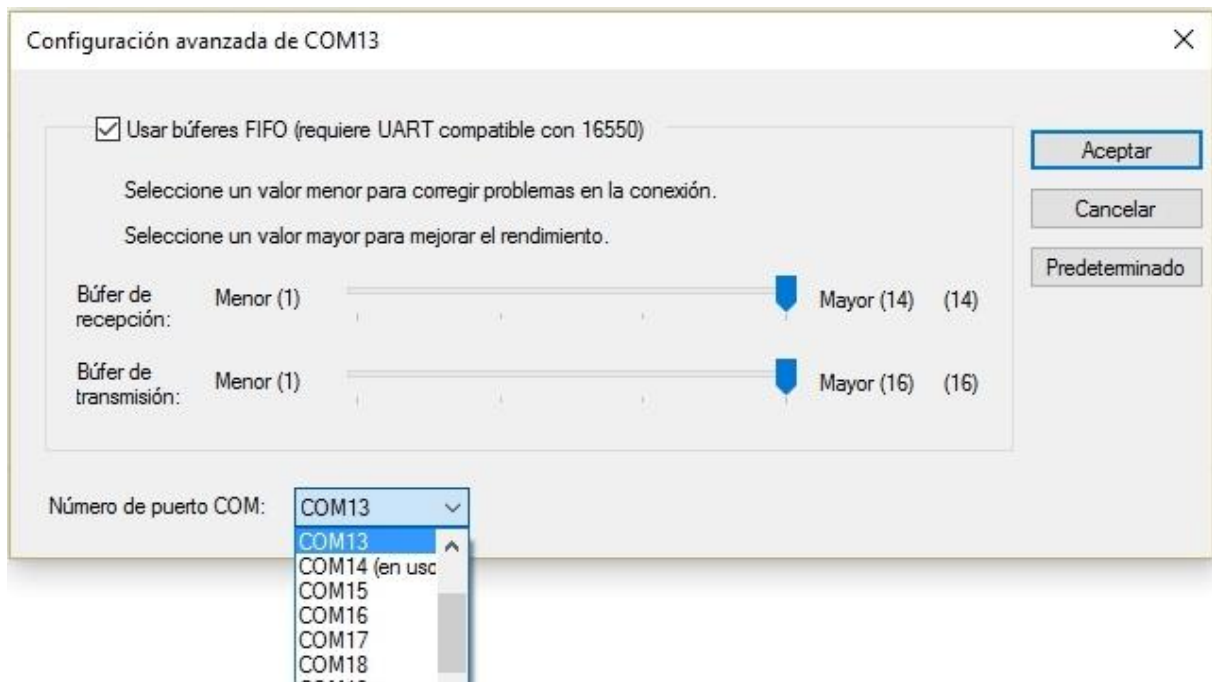 Configuración avanzada de COM13
Usar búferes FIFO (requiere UART compatible con 16550)
Aceptar
Seleccione un valor menor para corregir problemas en la conexión.
Cancelar
Seleccione un valor mayor para mejorar el rendimiento.
Predeterminado
Búfer de
recepción:
Menor (1)
Mayor (14)
(14)
Búfer de
transmisión:
Menor (1)
Mayor (16)
(16)
Número de puerto COM:
COM13
COM13
COM14 (en uso
COM15
COM16
COM17
COM18